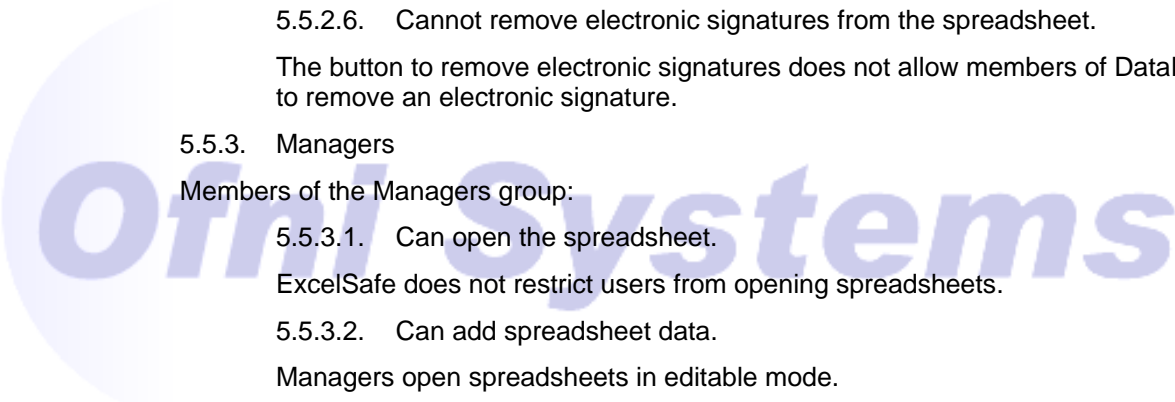 5.5.2.6. Cannot remove electronic signatures from the spreadsheet.
The button to remove electronic signatures does not allow members of
to remove an electronic signature.
5.5.3. Managers
Members of the Managers group:
Ofni Systems
5.5.3.1. Can open the spreadsheet.
ExcelSafe does not restrict users from opening spreadsheets.
5.5.3.2. Can add spreadsheet data.
Managers open spreadsheets in editable mode.